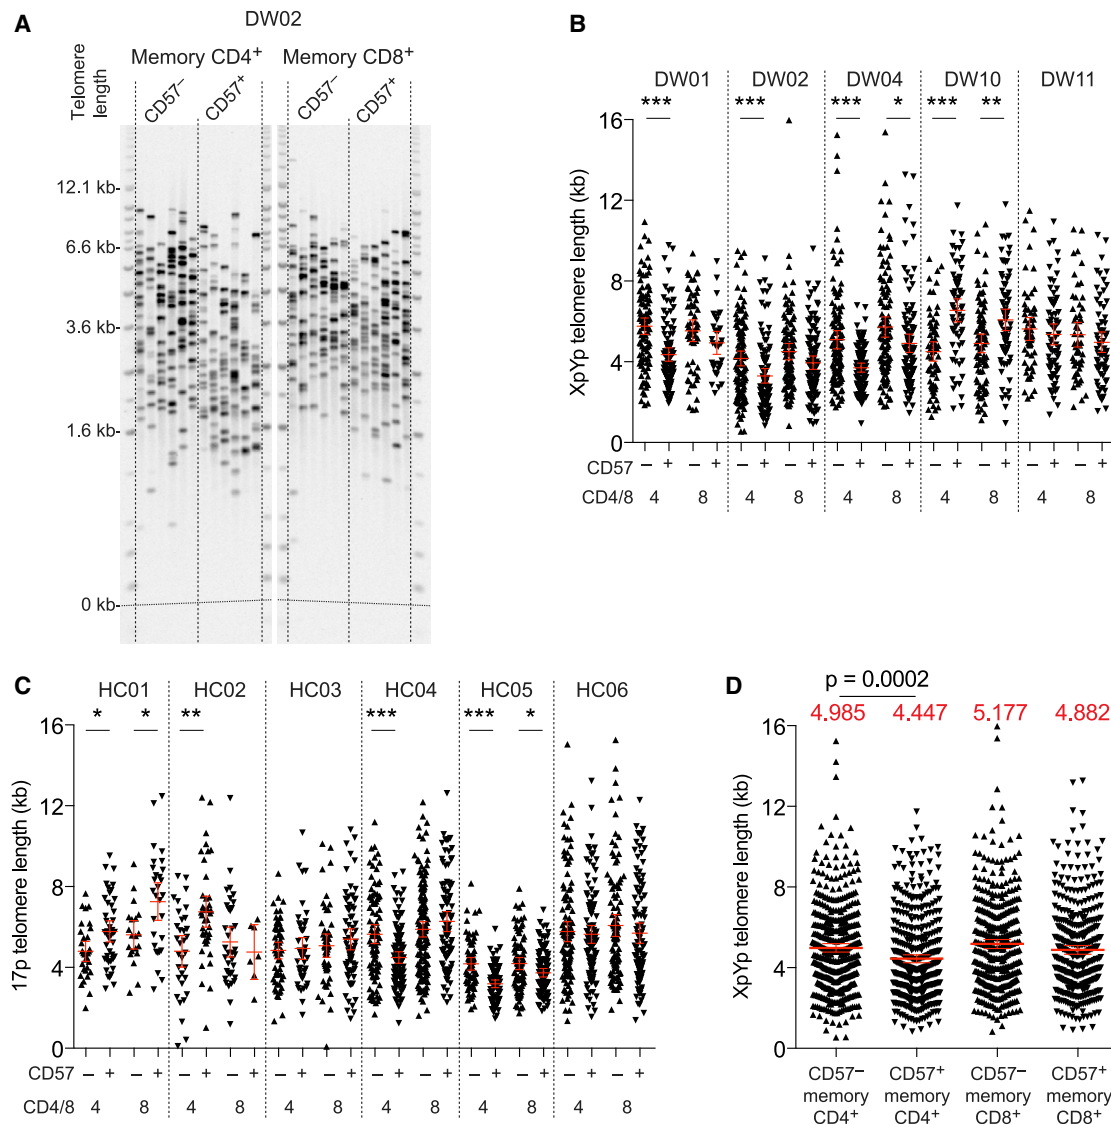 A
DW02
Memory CD4+ Memory CD8+
Telomere length
CD57– CD57+ CD57– CD57+
12.1 kb-
6.6 kb-
3.6 kb-
1.6 kb-
0 kb-
B
DW01 DW02 DW04 DW10 DW11
*** *** *** * *** **
XpYp telomere length (kb)
16
12
8
4
0
CD57 – + – + – + – + – + – + – + – + – + – +
CD4/8 4 8 4 8 4 8 4 8 4 8
C
HC01 HC02 HC03 HC04 HC05 HC06
* * ** *** *** *
17p telomere length (kb)
16
12
8
4
0
CD57 – + – + – + – + – + – + – + – + – + – + – + – +
CD4/8 4 8 4 8 4 8 4 8 4 8 4 8
D
p = 0.0002
4.985 4.447 5.177 4.882
XpYp telomere length (kb)
16
12
8
4
0
CD57– CD57+ CD57– CD57+
memory memory memory memory
CD4+ CD4+ CD8+ CD8+